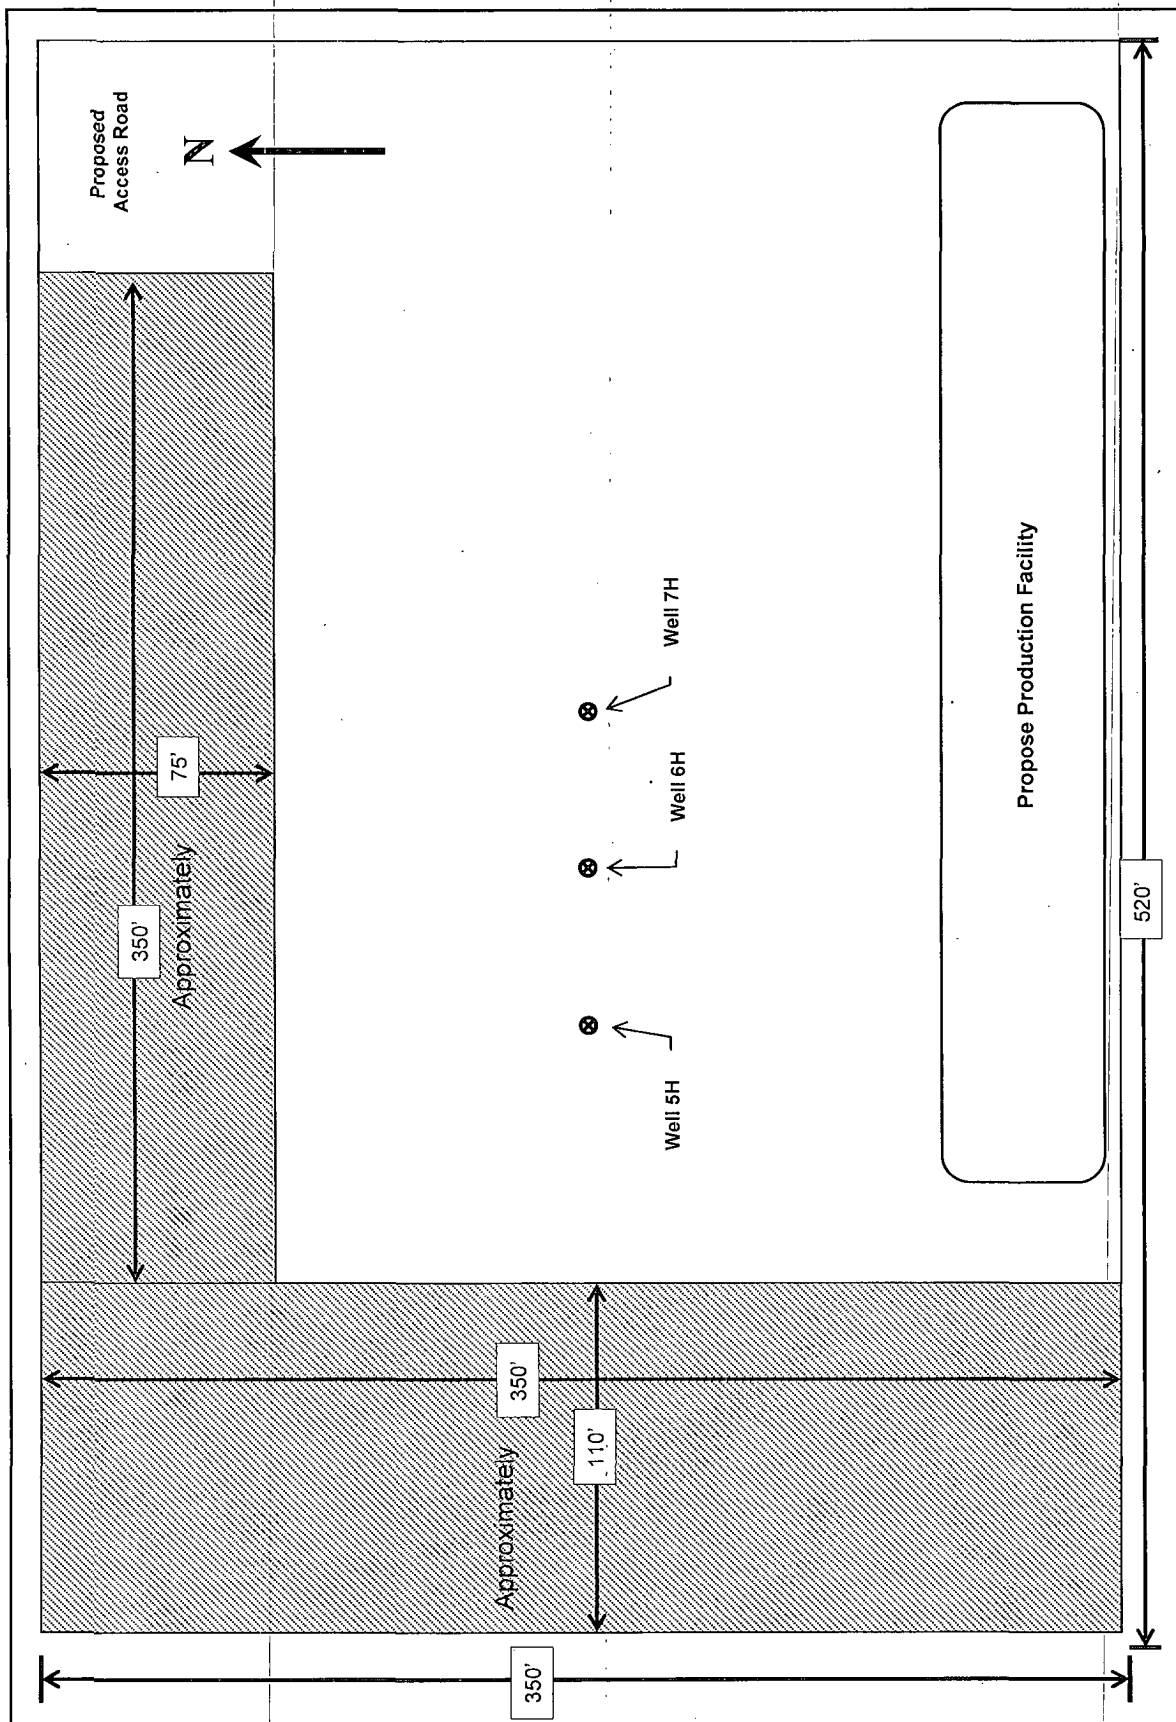 Proposed
Access Road
N
75'
350'
Approximately
Well 7H
Well 6H
Well 5H
Propose Production Facility
350'
110'
Approximately
350'
520'